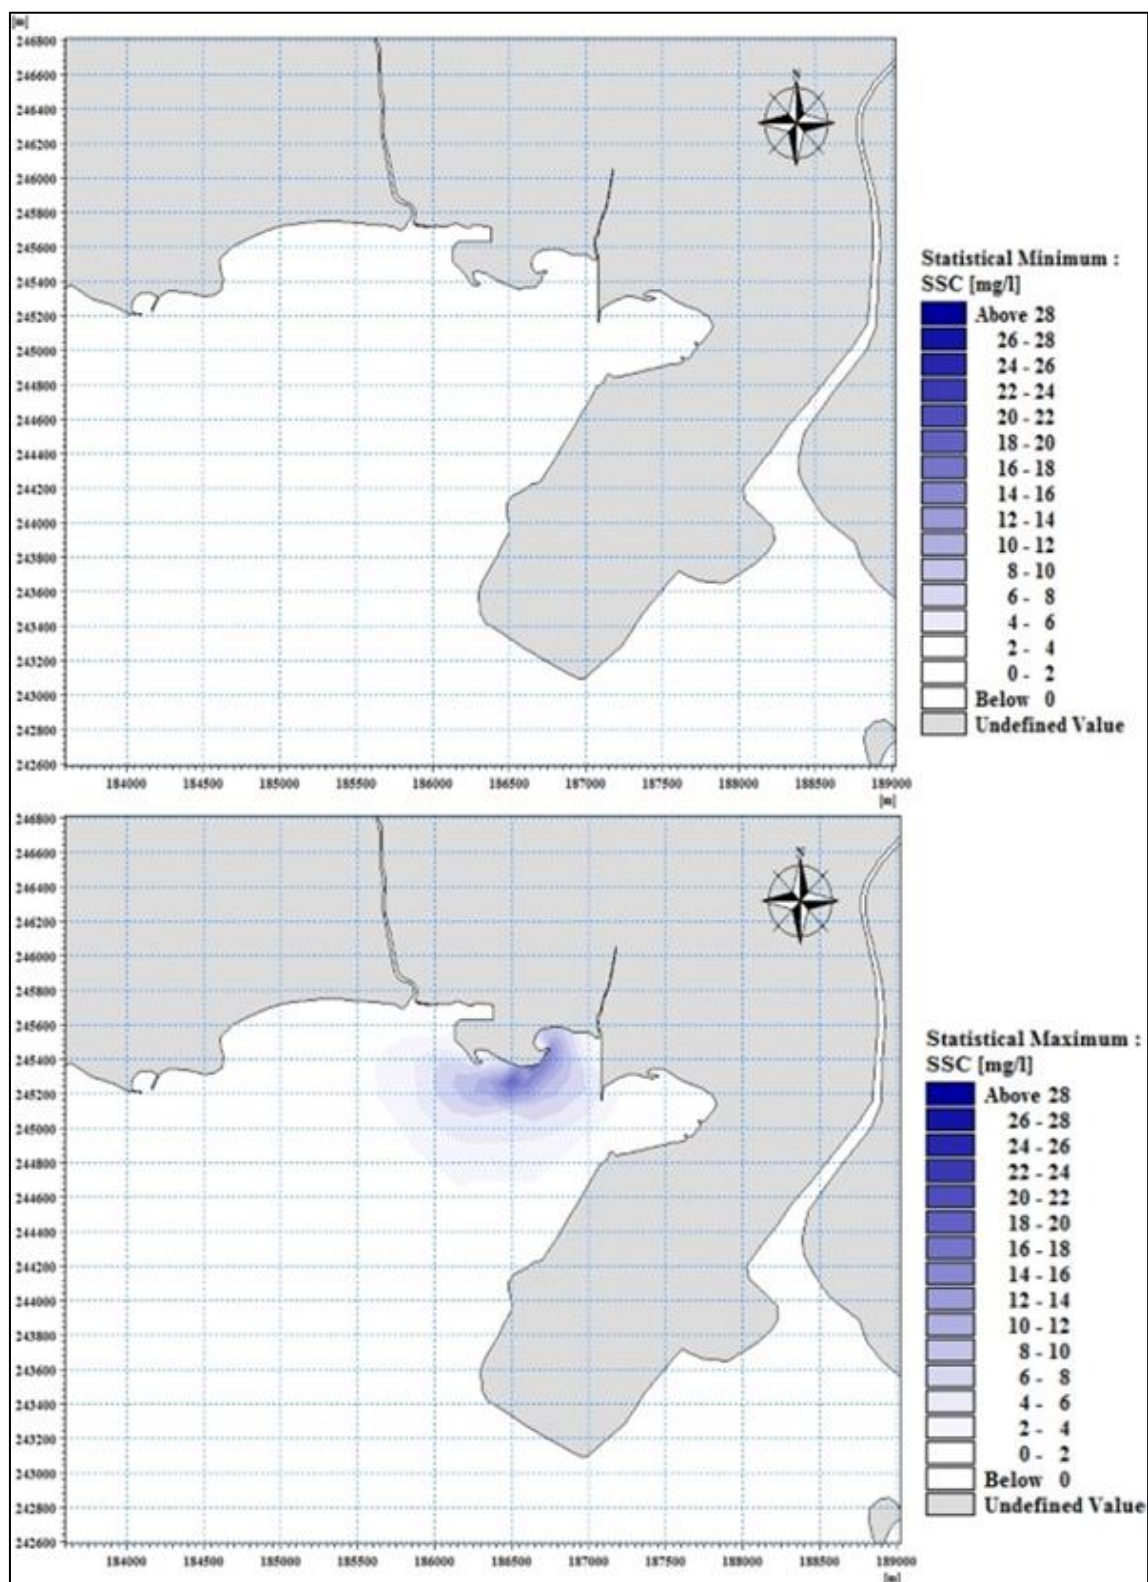 [m]
246800
246600
246400
246200
246000
245800
245600
245400
245200
245000
244800
244600
244400
244200
244000
243800
243600
243400
243200
243000
242800
242600
184000 184500 185000 185500 186000 186500 187000 187500 188000 188500 189000
[m]
N
Statistical Minimum :
SSC [mg/l]
Above 28
26 - 28
24 - 26
22 - 24
20 - 22
18 - 20
16 - 18
14 - 16
12 - 14
10 - 12
8 - 10
6 - 8
4 - 6
2 - 4
0 - 2
Below 0
Undefined Value
246800
246600
246400
246200
246000
245800
245600
245400
245200
245000
244800
244600
244400
244200
244000
243800
243600
243400
243200
243000
242800
242600
184000 184500 185000 185500 186000 186500 187000 187500 188000 188500 189000
[m]
N
Statistical Maximum :
SSC [mg/l]
Above 28
26 - 28
24 - 26
22 - 24
20 - 22
18 - 20
16 - 18
14 - 16
12 - 14
10 - 12
8 - 10
6 - 8
4 - 6
2 - 4
0 - 2
Below 0
Undefined Value